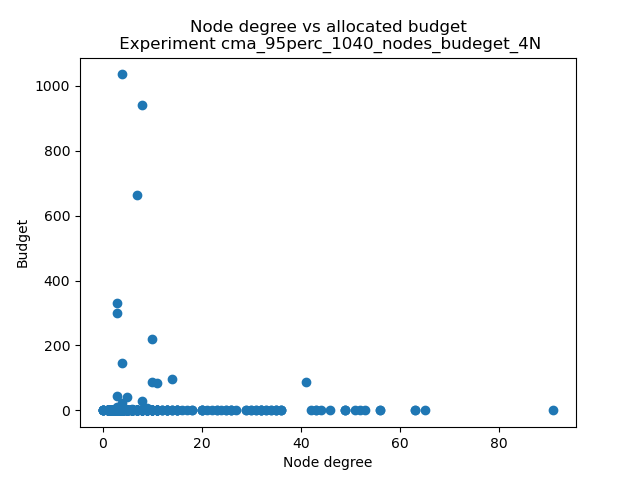 Node degree vs allocated budget
Experiment cma_95perc_1040_nodes_budeget_4N
1000
800
600
400
200
0
Budget
0 20 40 60 80
Node degree